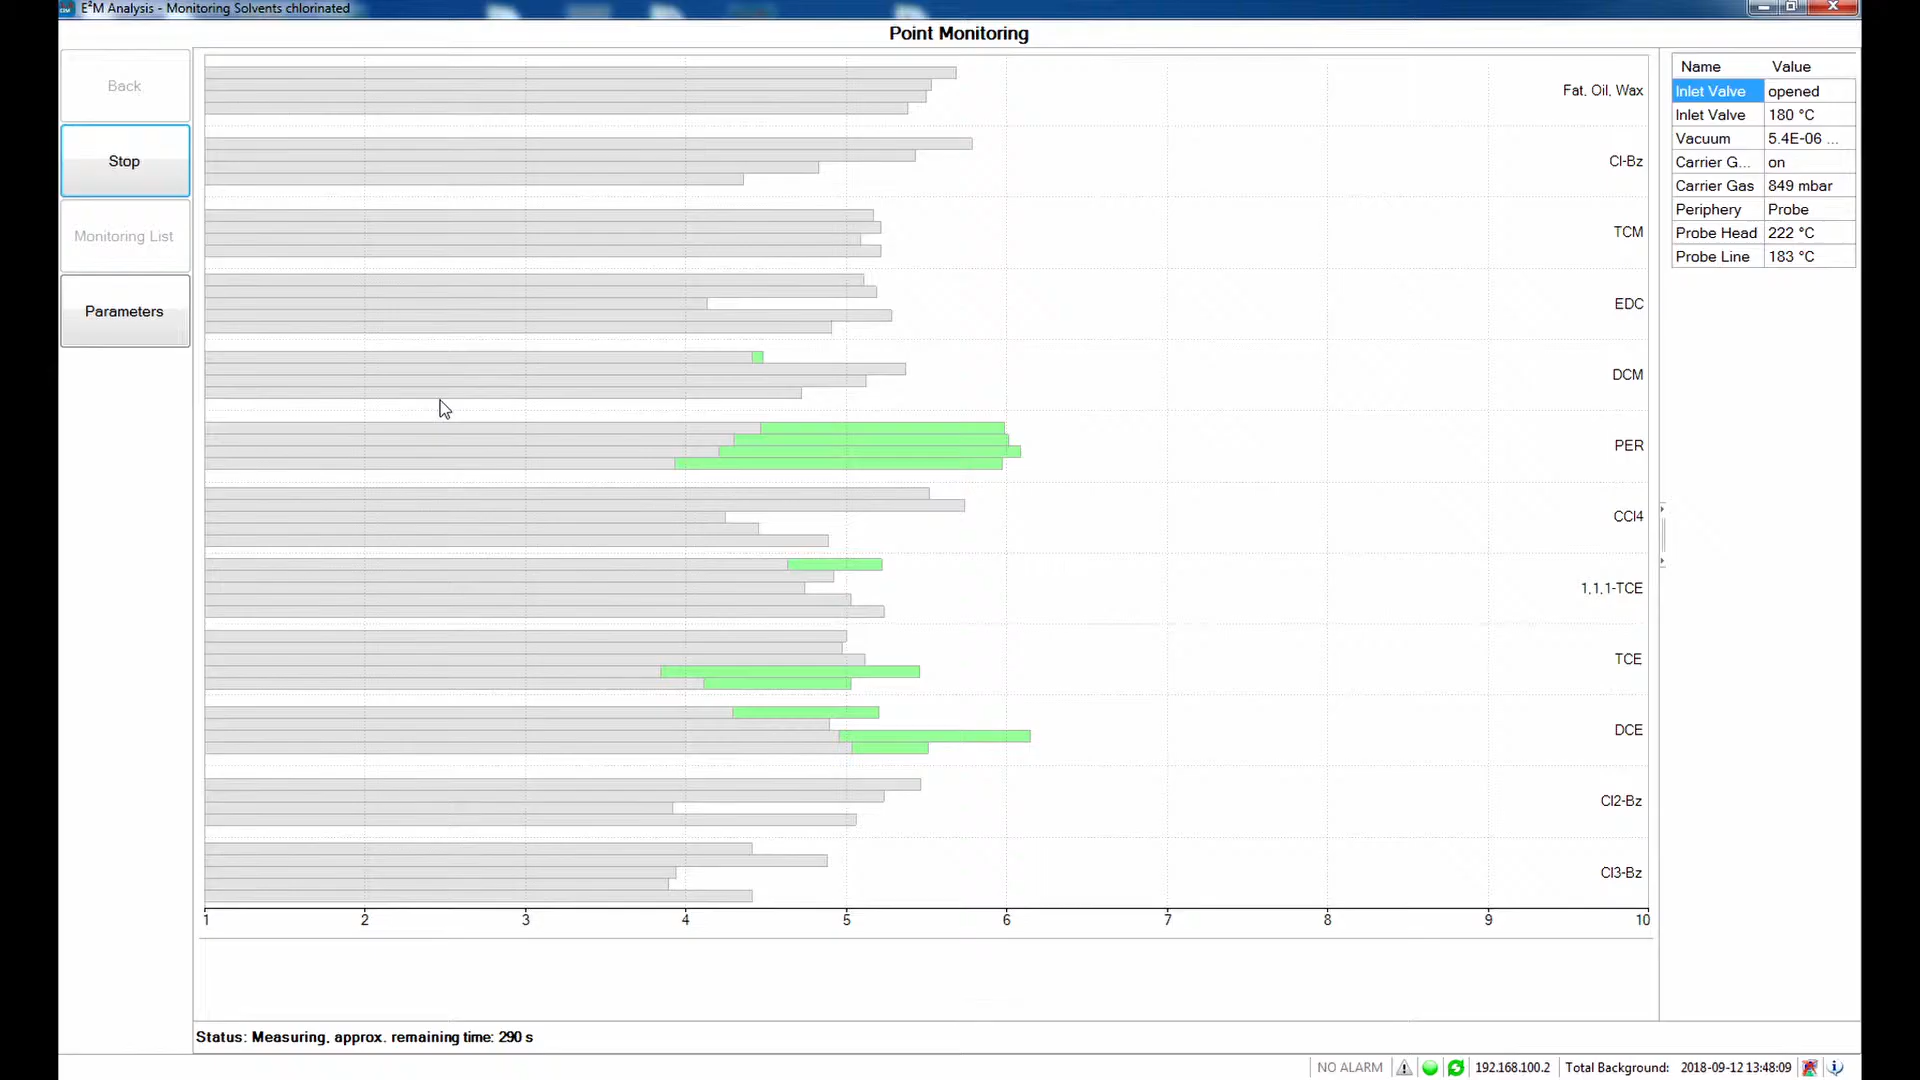 E²M Analysis - Monitoring Solvents chlorinated
Point Monitoring
Back
Stop
Monitoring List
Parameters
Fat, Oil, Wax
Cl-Bz
TCM
EDC
DCM
PER
CCl4
1,1,1-TCE
TCE
DCE
Cl2-Bz
Cl3-Bz
1 2 3 4 5 6 7 8 9 10
Name Value
Inlet Valve opened
Inlet Valve 180 °C
Vacuum 5.4E-06 ...
Carrier G... on
Carrier Gas 849 mbar
Periphery Probe
Probe Head 222 °C
Probe Line 183 °C
Status: Measuring, approx. remaining time: 290 s
NO ALARM 192.168.100.2 Total Background: 2018-09-12 13:48:09